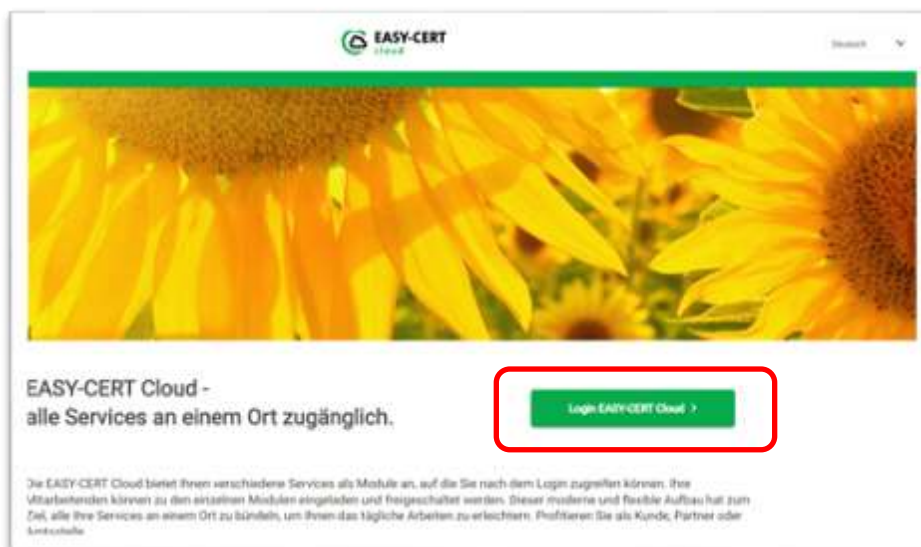 EASY-CERT
cloud
Deutsch
EASY-CERT Cloud -
alle Services an einem Ort zugänglich.
Login EASY-CERT Cloud >
Die EASY-CERT Cloud bietet Ihnen verschiedene Services als Module an, auf die Sie nach dem Login zugreifen können. Ihre
Mitarbeitenden können zu den einzelnen Modulen eingeladen und freigeschaltet werden. Dieser moderne und flexible Aufbau hat zum
Ziel, alle Ihre Services an einem Ort zu bündeln, um Ihnen das tägliche Arbeiten zu erleichtern. Profitieren Sie als Kunde, Partner oder